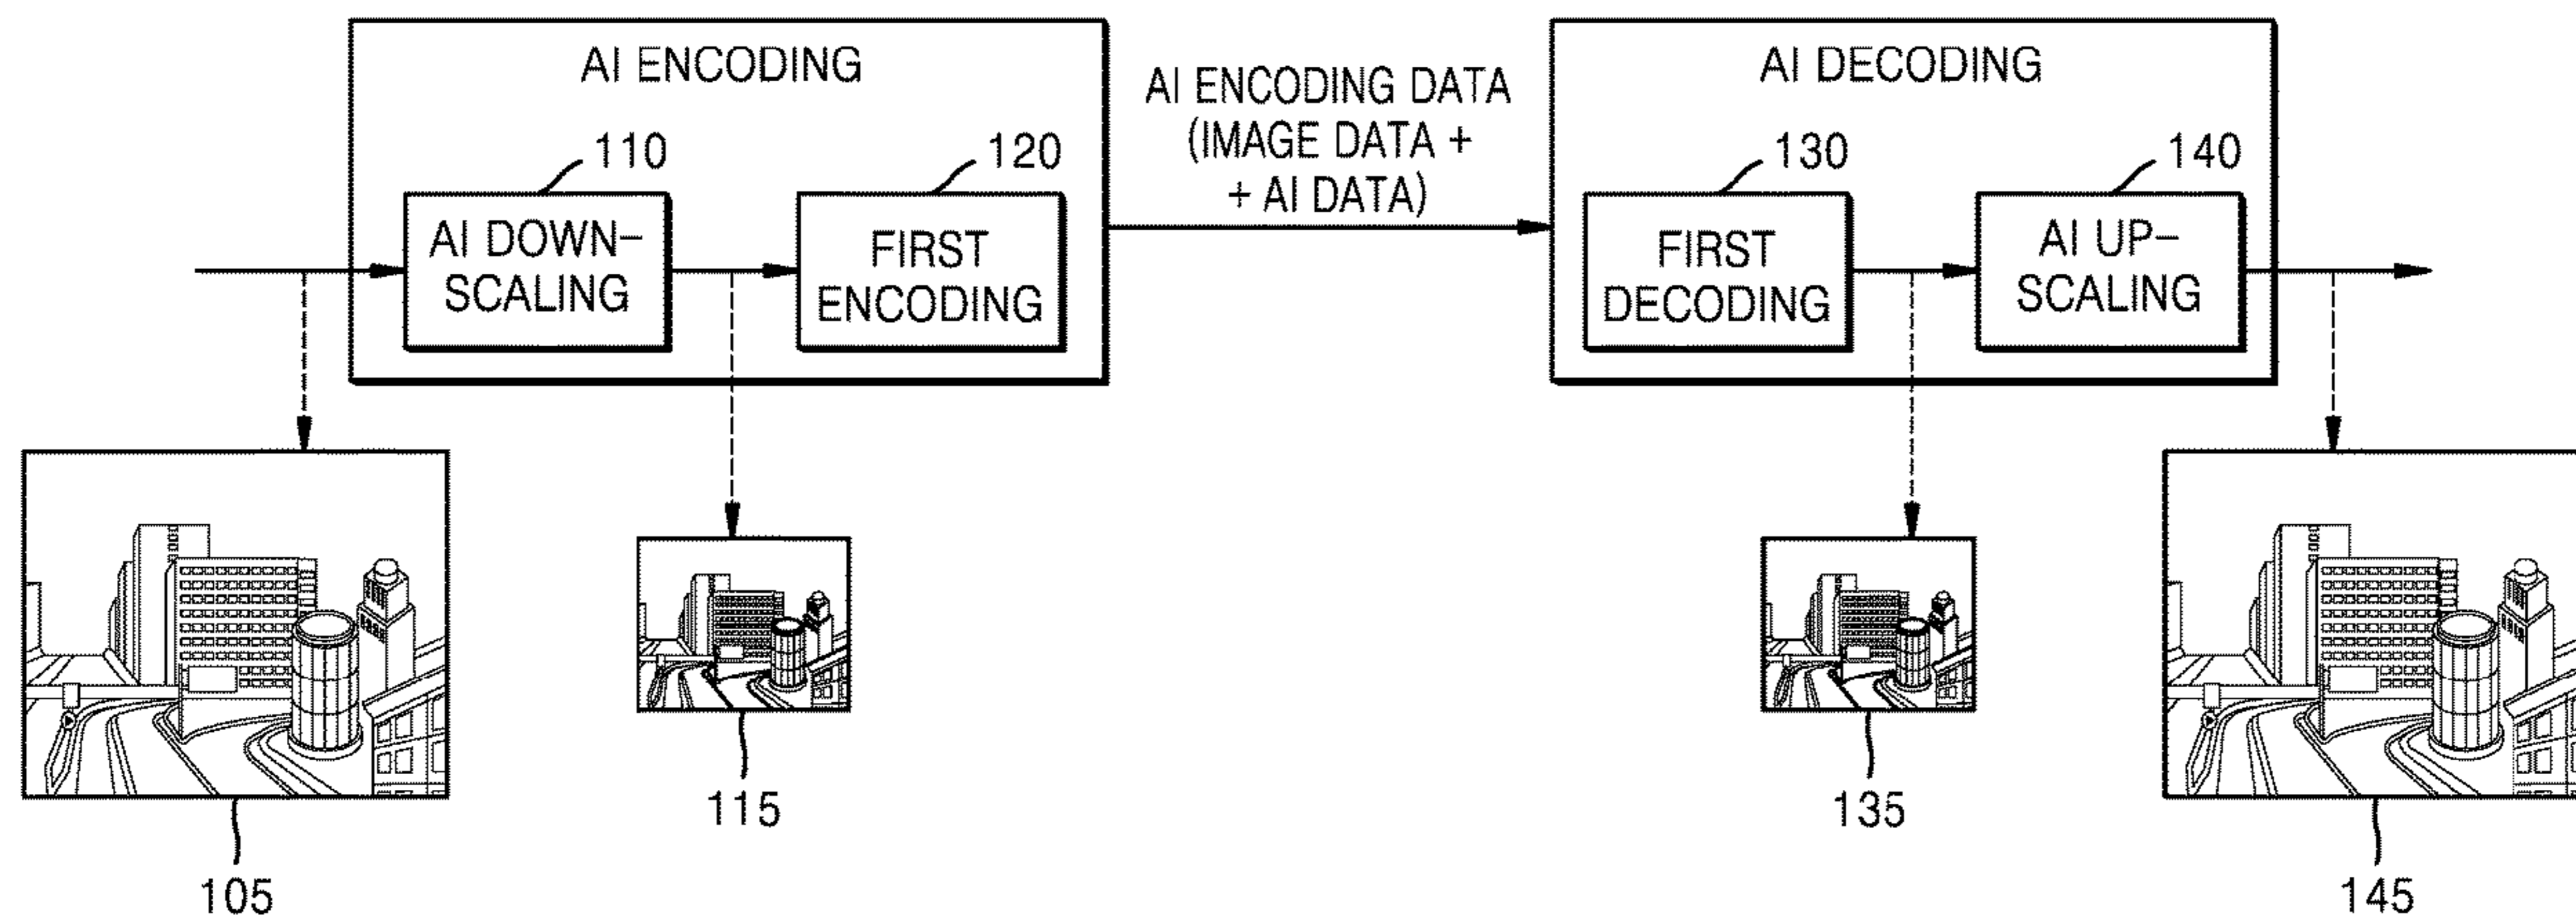 AI ENCODING
110
120
AI DOWN–
SCALING
FIRST
ENCODING
AI ENCODING DATA
(IMAGE DATA +
+ AI DATA)
AI DECODING
130
140
FIRST
DECODING
AI UP–
SCALING
105
115
135
145